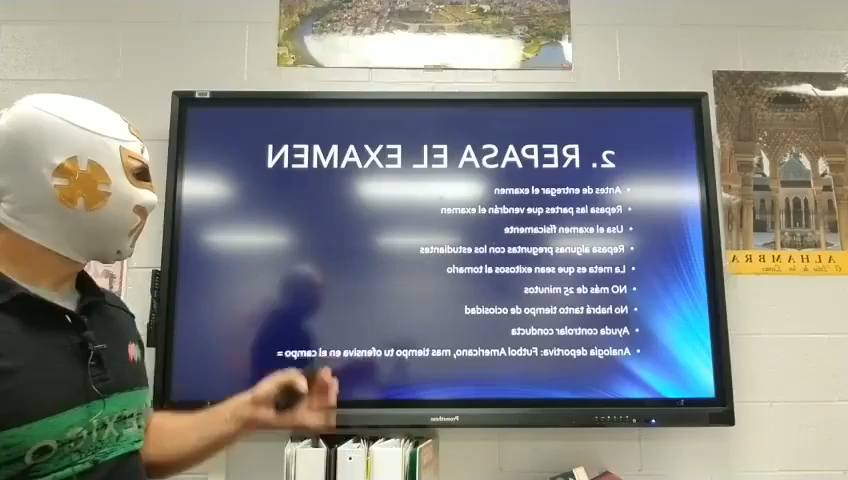 2. REPASA EL EXAMEN
• Antes de entregar el examen
• Repasa las partes que vendrán el examen
• Usa el examen físicamente
• Repasa algunas preguntas con los estudiantes
• La meta es que sean exitosos al tomarlo
• NO más de 25 minutos
• No habrá tanto tiempo de ociosidad
• Ayuda controlar conducta
• Analogía deportiva: Futbol Americano, mas tiempo tu ofensiva en el campo =
Promethean
ALHAMBRA
MEXICO